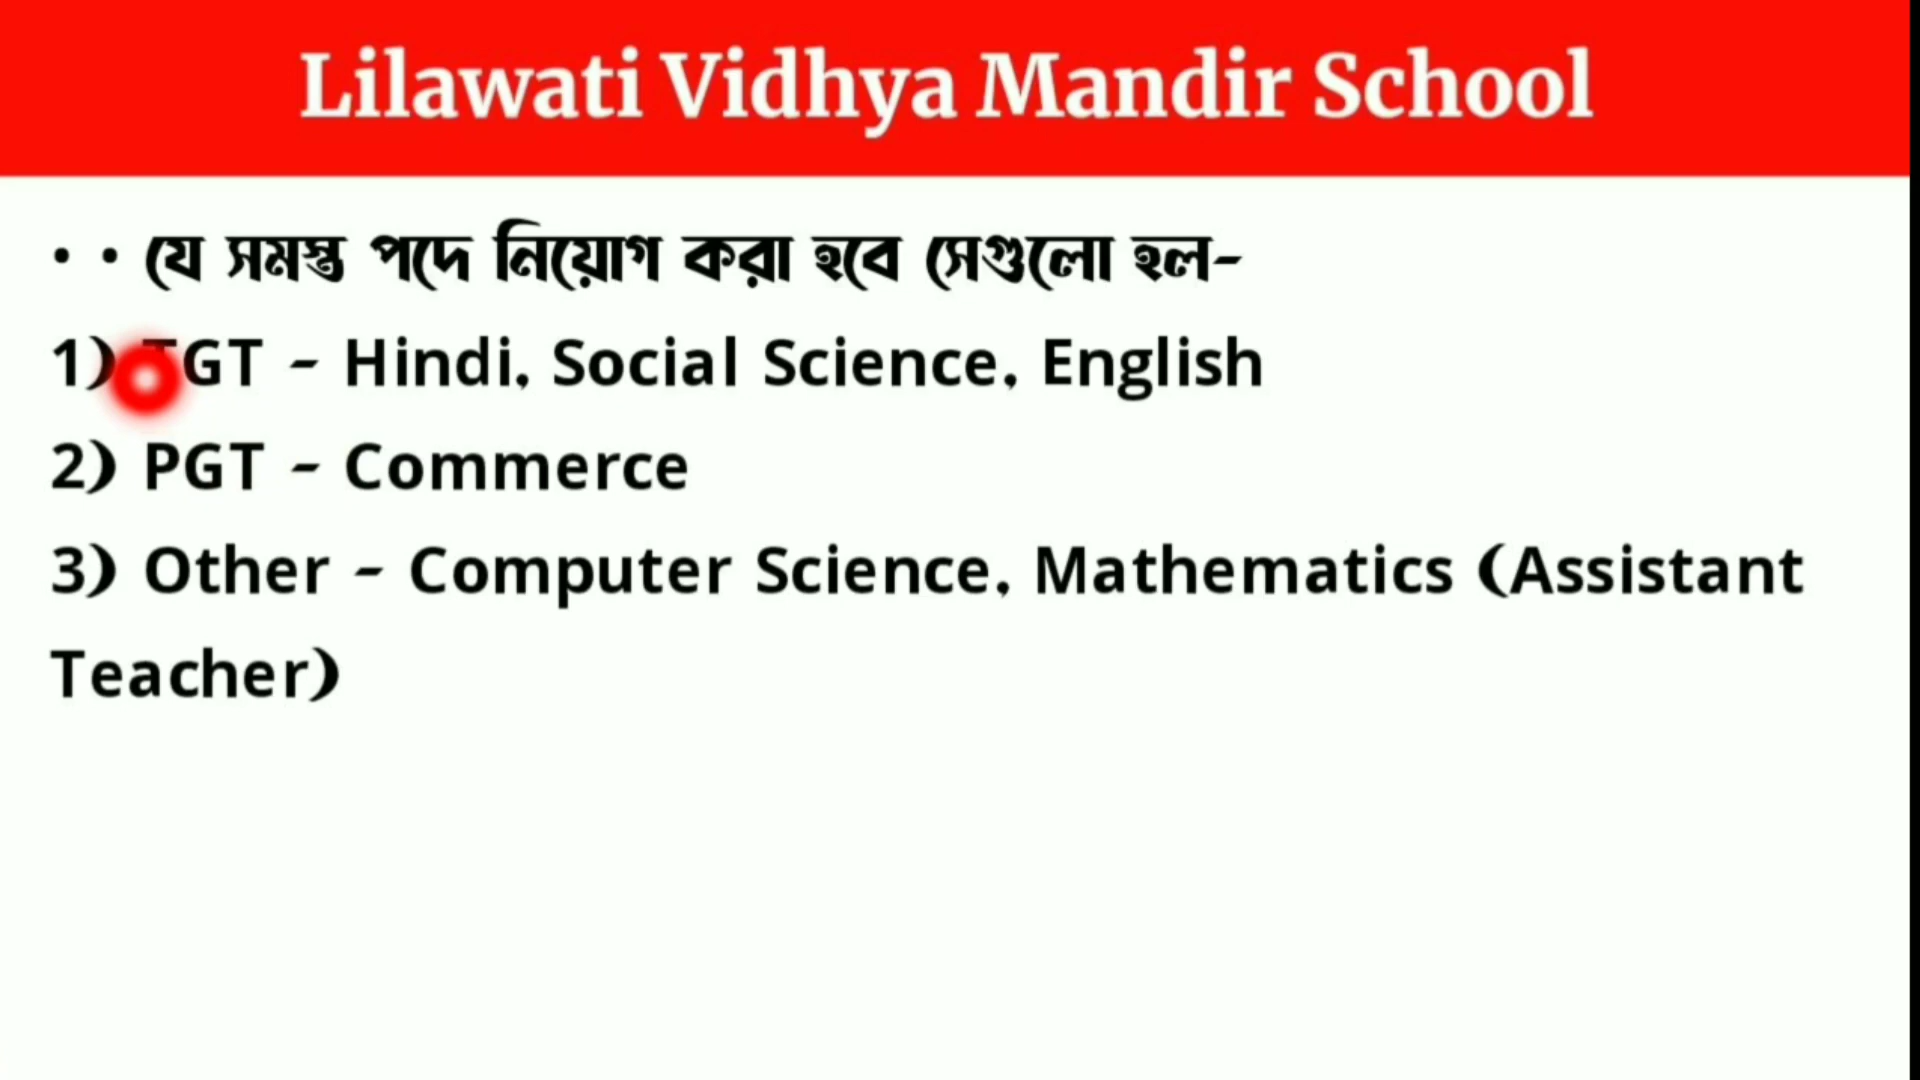 Lilawati Vidhya Mandir School
• • যে সমস্ত পদে নিয়োগ করা হবে সেগুলো হল-
1) TGT - Hindi, Social Science, English
2) PGT - Commerce
3) Other - Computer Science, Mathematics (Assistant
Teacher)